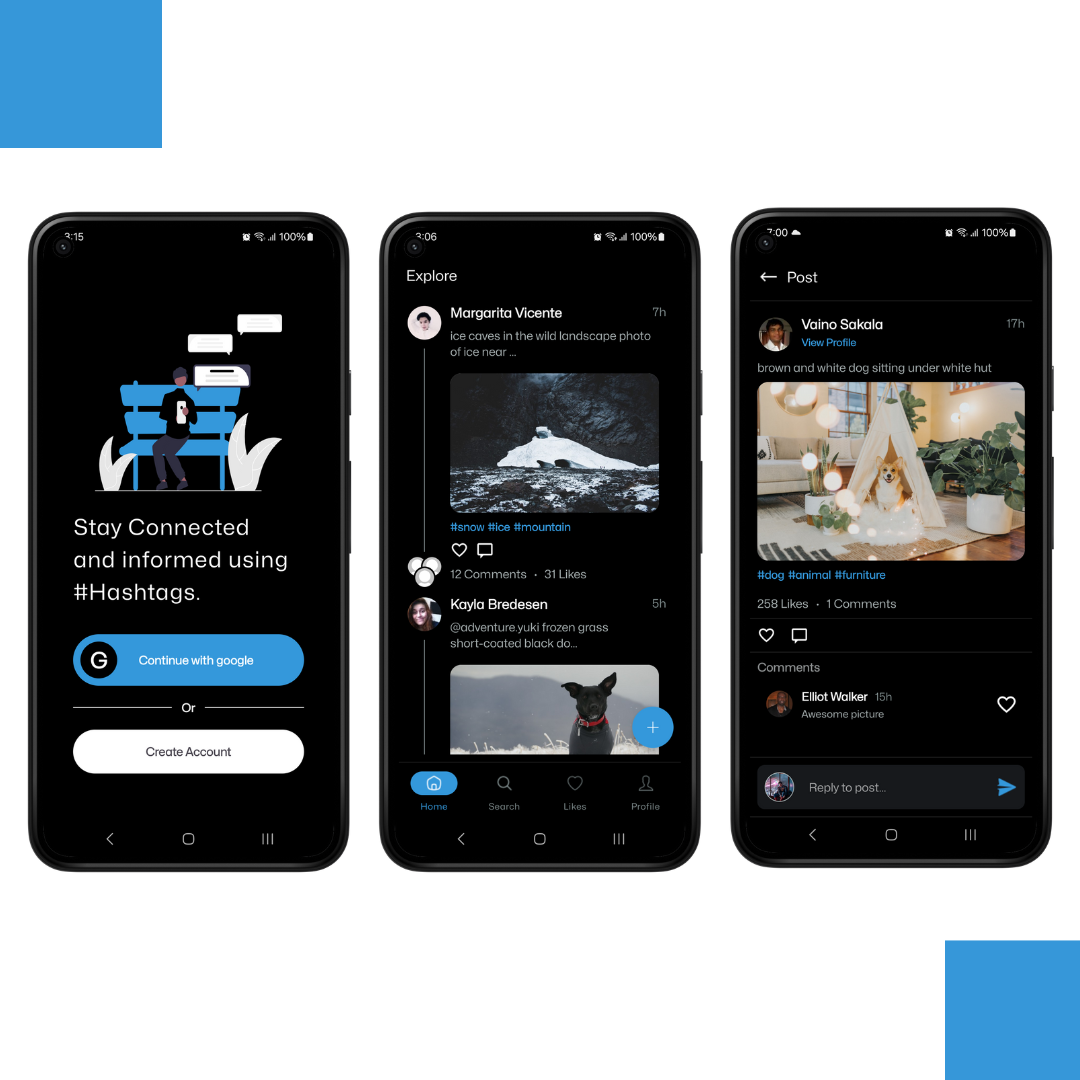 3:15
100%
Stay Connected
and informed using
#Hashtags.
G
Continue with google
Or
Create Account
3:06
100%
Explore
Margarita Vicente
7h
ice caves in the wild landscape photo
of ice near ...
#snow #ice #mountain
12 Comments · 31 Likes
Kayla Bredesen
5h
@adventure.yuki frozen grass
short-coated black do...
Home
Search
Likes
Profile
7:00
100%
Post
Vaino Sakala
17h
View Profile
brown and white dog sitting under white hut
#dog #animal #furniture
258 Likes · 1 Comments
Comments
Elliot Walker 15h
Awesome picture
Reply to post...